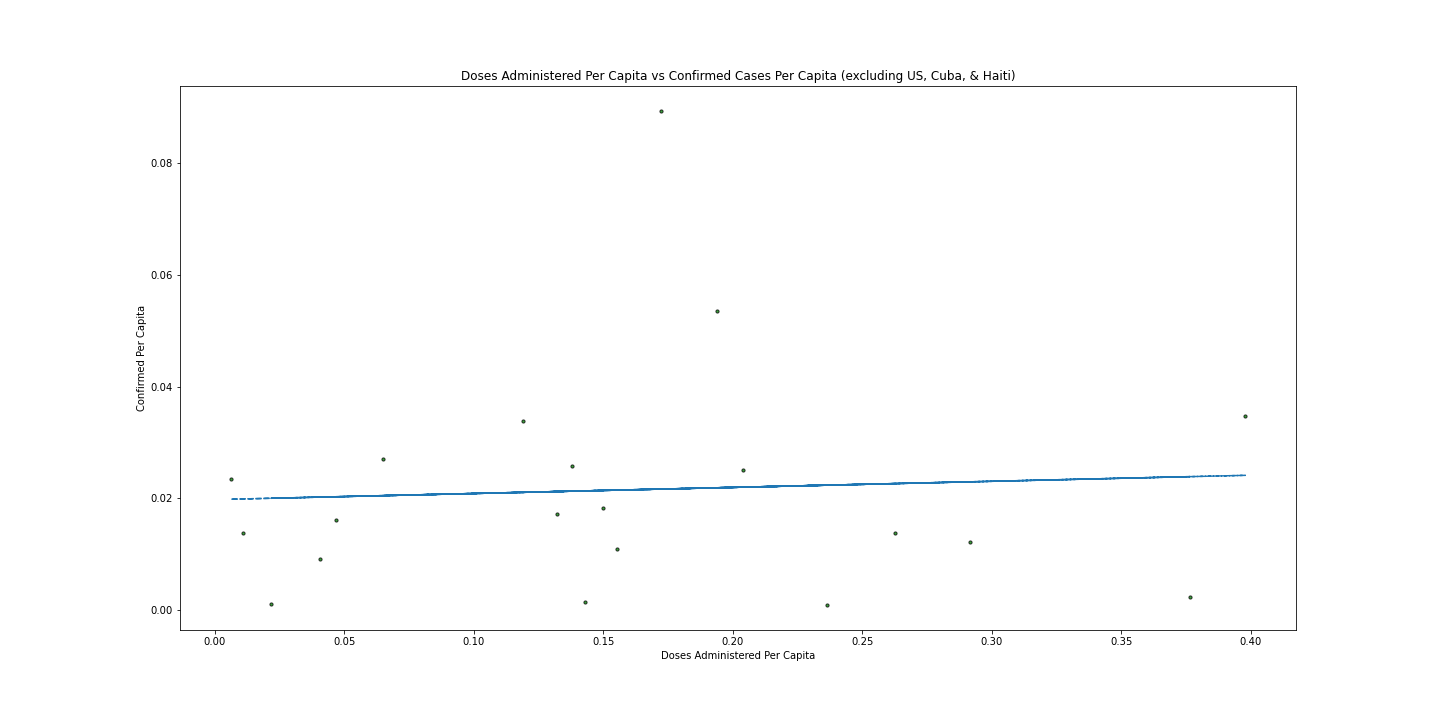 Doses Administered Per Capita vs Confirmed Cases Per Capita (excluding US, Cuba, & Haiti)
Confirmed Per Capita
0.08
0.06
0.04
0.02
0.00
0.00 0.05 0.10 0.15 0.20 0.25 0.30 0.35 0.40
Doses Administered Per Capita